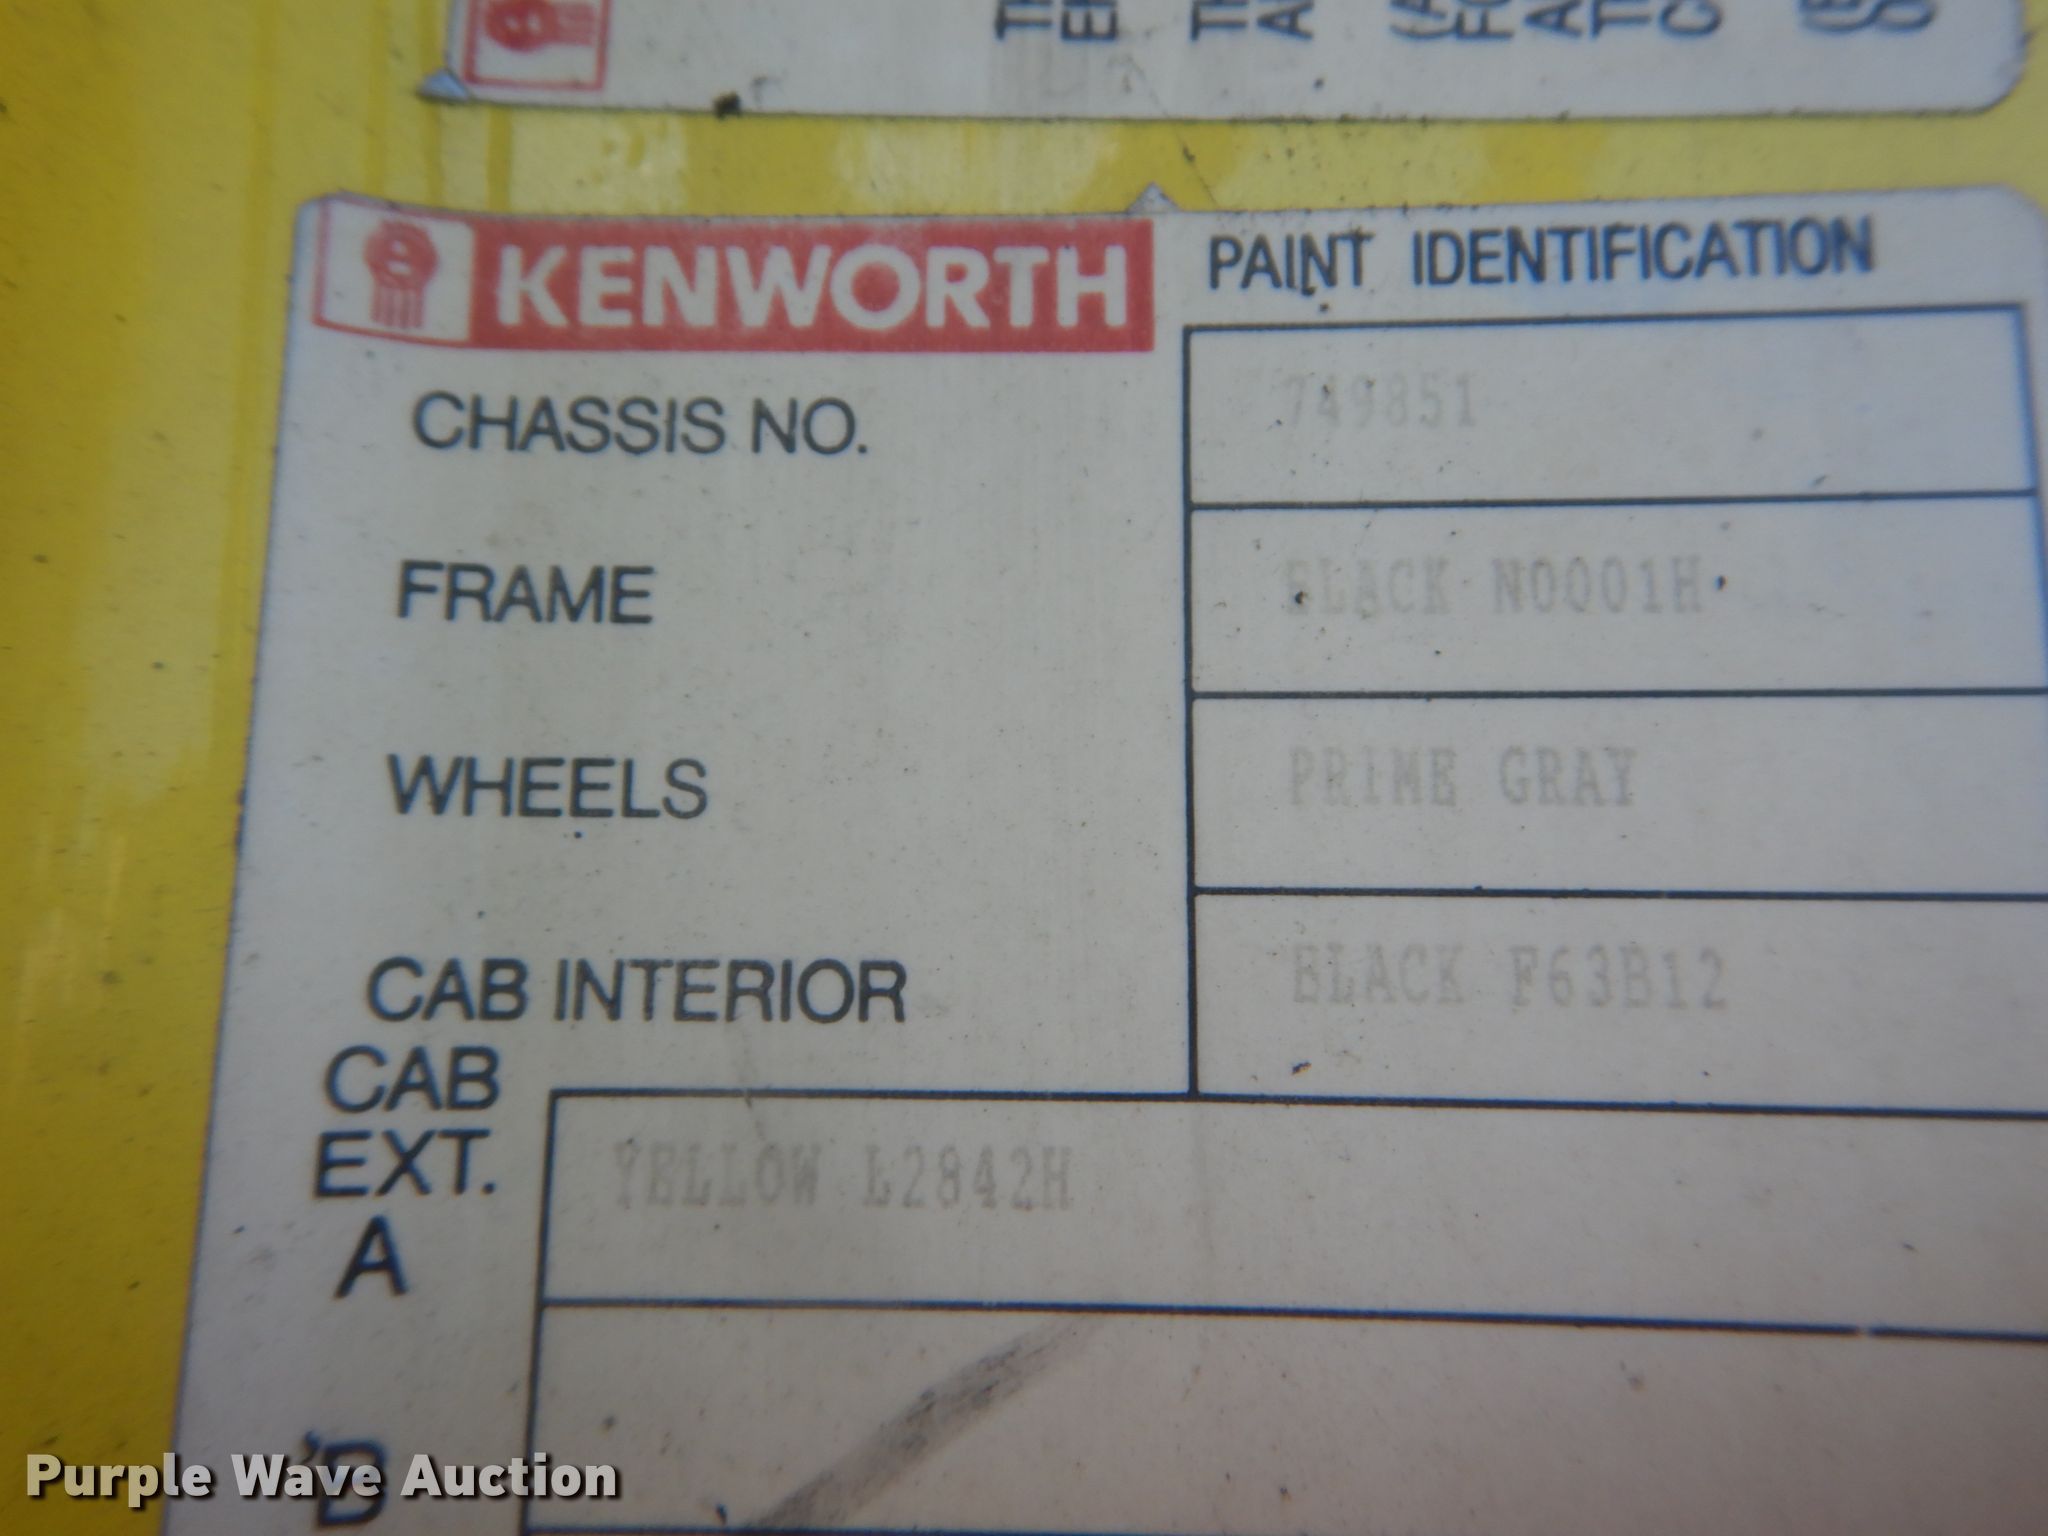 KENWORTH PAINT IDENTIFICATION
CHASSIS NO. 749851
FRAME BLACK N0001H
WHEELS PRIME GRAY
CAB INTERIOR BLACK F63B12
CAB
EXT.
A YELLOW L2842H
B
Purple Wave Auction